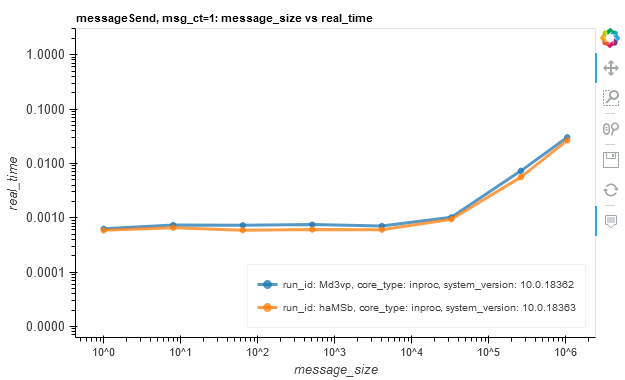 messageSend, msg_ct=1: message_size vs real_time
1.0000
0.1000
0.0100
0.0010
0.0001
0.0000
real_time
run_id: Md3vp, core_type: inproc, system_version: 10.0.18362
run_id: haMSb, core_type: inproc, system_version: 10.0.18363
10^0 10^1 10^2 10^3 10^4 10^5 10^6
message_size